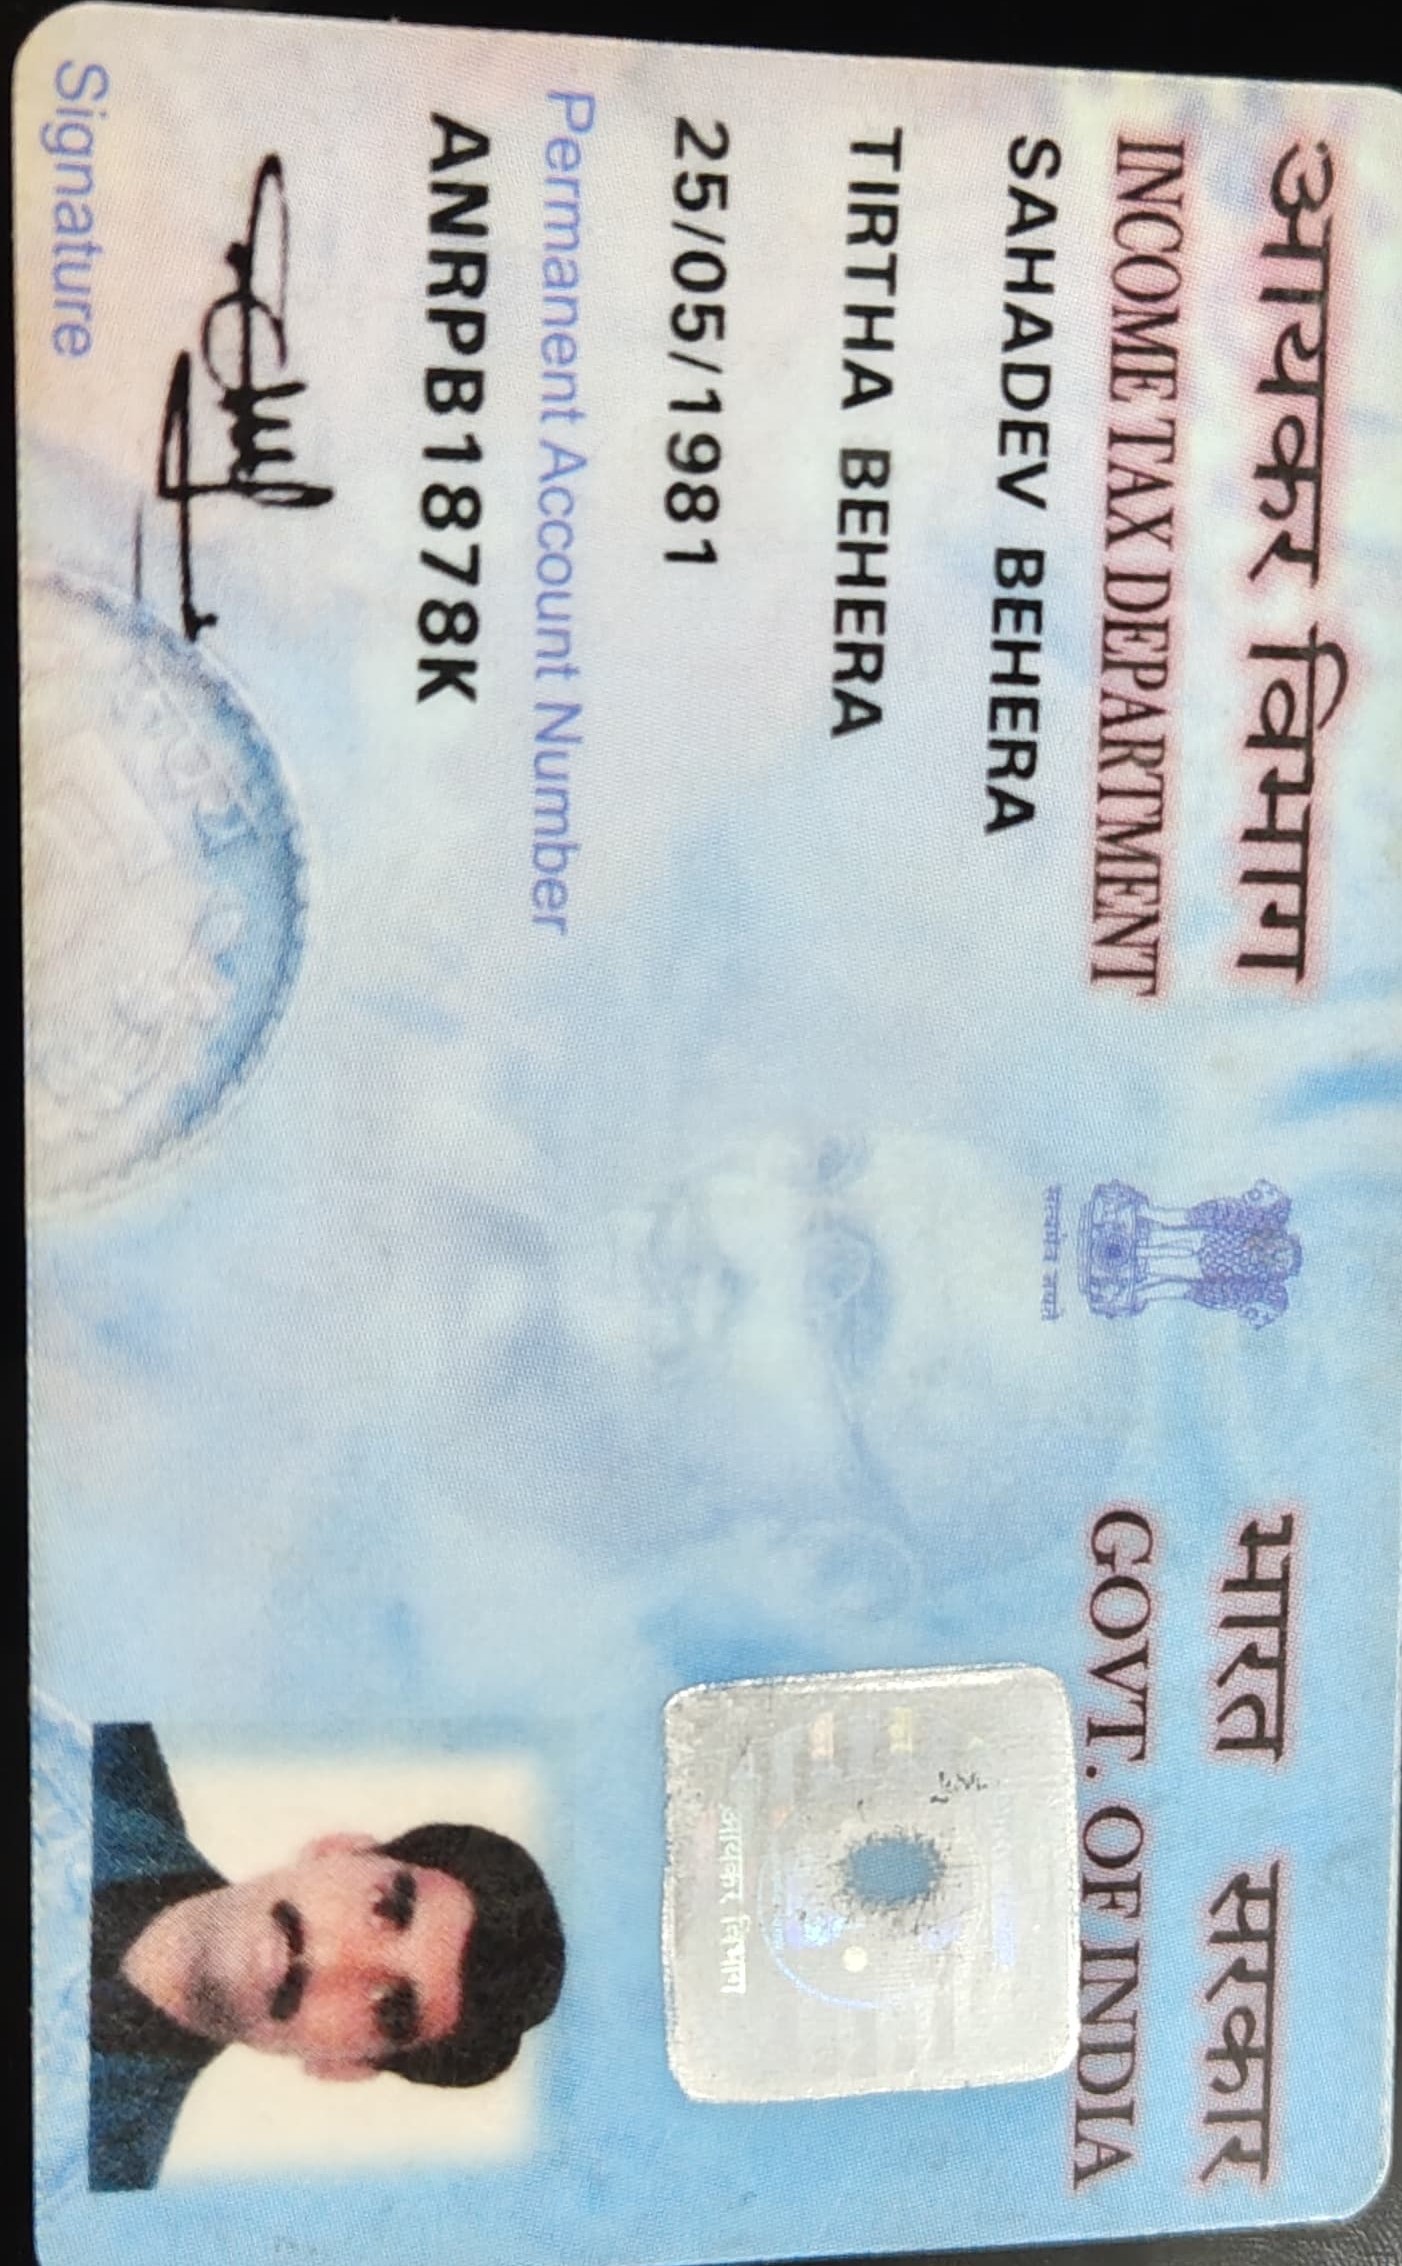 आयकर विभाग
INCOME TAX DEPARTMENT
भारत सरकार
GOVT. OF INDIA
सत्यमेव जयते
SAHADEV BEHERA
TIRTHA BEHERA
25/05/1981
Permanent Account Number
ANRPB1878K
Signature
आयकर विभाग